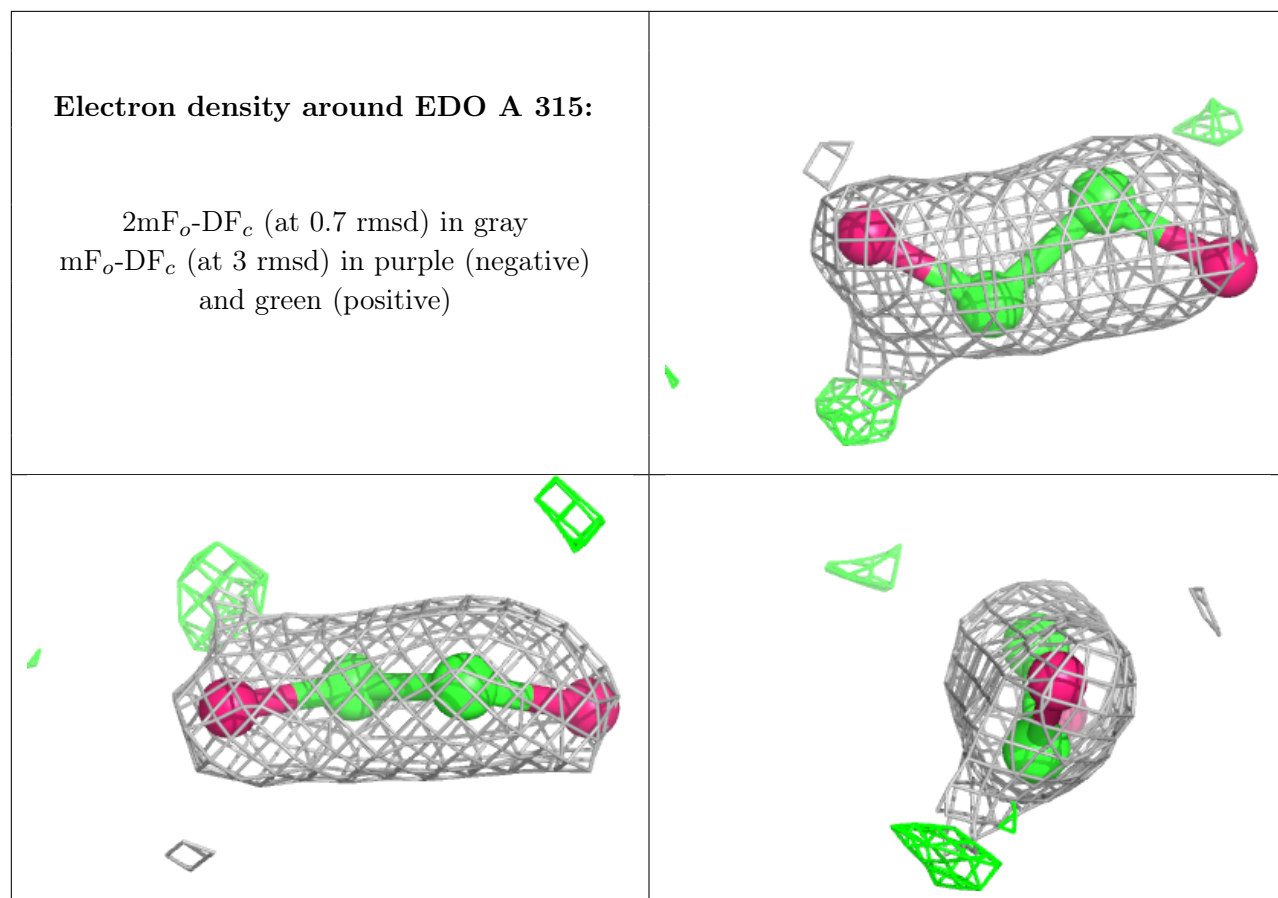 Electron density around EDO A 315:
2mFₒ-DF𝑐 (at 0.7 rmsd) in gray
mFₒ-DF𝑐 (at 3 rmsd) in purple (negative)
and green (positive)